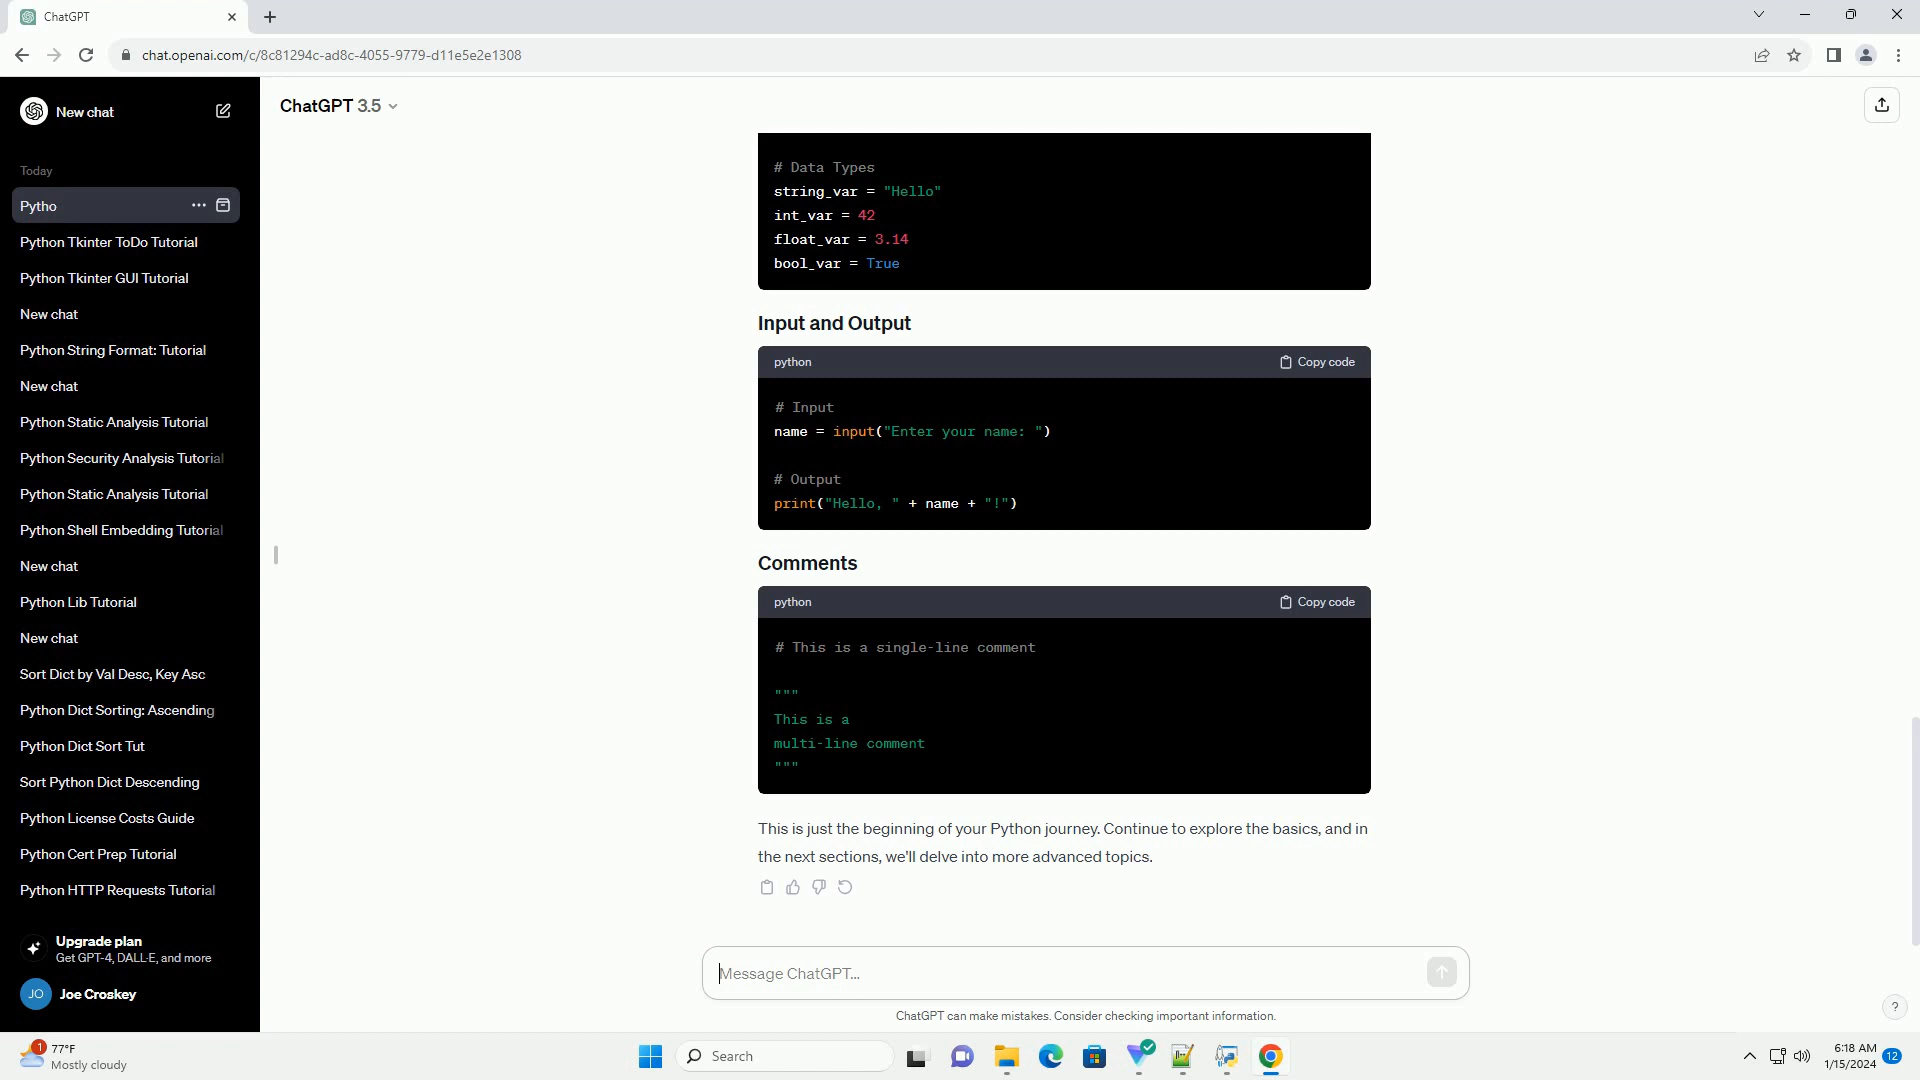 ChatGPT
chat.openai.com/c/8c81294c-ad8c-4055-9779-d11e5e2e1308
New chat
Today
Pytho
Python Tkinter ToDo Tutorial
Python Tkinter GUI Tutorial
New chat
Python String Format: Tutorial
New chat
Python Static Analysis Tutorial
Python Security Analysis Tutorial
Python Static Analysis Tutorial
Python Shell Embedding Tutorial
New chat
Python Lib Tutorial
New chat
Sort Dict by Val Desc, Key Asc
Python Dict Sorting: Ascending
Python Dict Sort Tut
Sort Python Dict Descending
Python License Costs Guide
Python Cert Prep Tutorial
Python HTTP Requests Tutorial
Upgrade plan
Get GPT-4, DALL·E, and more
JO Joe Croskey
ChatGPT 3.5
# Data Types
string_var = "Hello"
int_var = 42
float_var = 3.14
bool_var = True
Input and Output
python Copy code
# Input
name = input("Enter your name: ")
# Output
print("Hello, " + name + "!")
Comments
python Copy code
# This is a single-line comment
"""
This is a
multi-line comment
"""
This is just the beginning of your Python journey. Continue to explore the basics, and in
the next sections, we'll delve into more advanced topics.
Message ChatGPT...
ChatGPT can make mistakes. Consider checking important information.
?
1
77°F
Mostly cloudy
Search
6:18 AM
1/15/2024
12